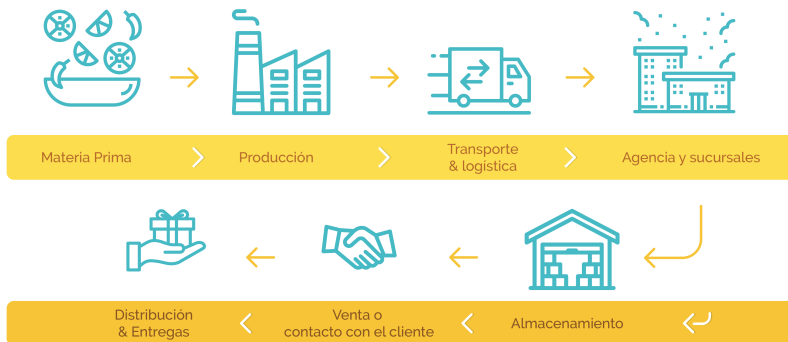 Materia Prima
Producción
Transporte
& logística
Agencia y sucursales
Distribución
& Entregas
Venta o
contacto con el cliente
Almacenamiento